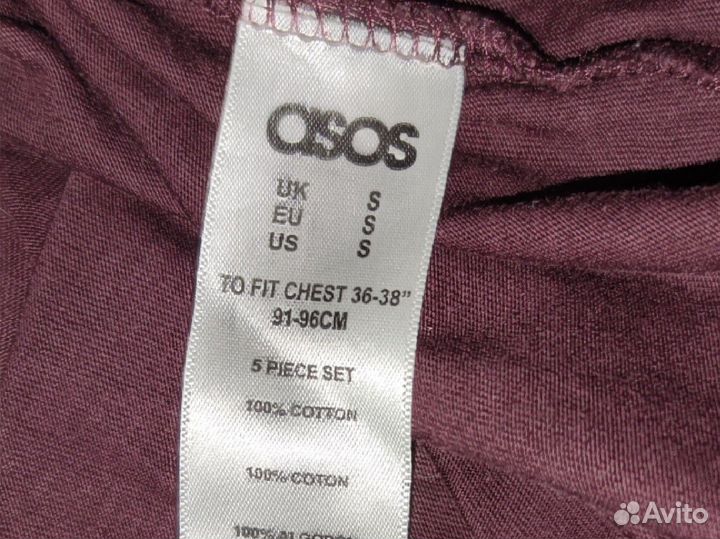 asos
UK S
EU S
US S
TO FIT CHEST 36-38"
91-96CM
5 PIECE SET
100% COTTON
100% COTON
Avito